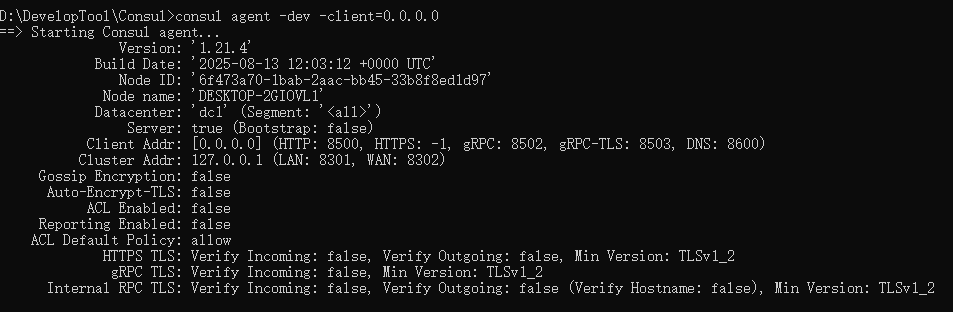 D:\DevelopTool\Consul>consul agent -dev -client=0.0.0.0
==> Starting Consul agent...
Version: '1.21.4'
Build Date: '2025-08-13 12:03:12 +0000 UTC'
Node ID: '6f473a70-1bab-2aac-bb45-33b8f8ed1d97'
Node name: 'DESKTOP-2GIOVL1'
Datacenter: 'dc1' (Segment: '<all>')
Server: true (Bootstrap: false)
Client Addr: [0.0.0.0] (HTTP: 8500, HTTPS: -1, gRPC: 8502, gRPC-TLS: 8503, DNS: 8600)
Cluster Addr: 127.0.0.1 (LAN: 8301, WAN: 8302)
Gossip Encryption: false
Auto-Encrypt-TLS: false
ACL Enabled: false
Reporting Enabled: false
ACL Default Policy: allow
HTTPS TLS: Verify Incoming: false, Verify Outgoing: false, Min Version: TLSv1_2
gRPC TLS: Verify Incoming: false, Min Version: TLSv1_2
Internal RPC TLS: Verify Incoming: false, Verify Outgoing: false (Verify Hostname: false), Min Version: TLSv1_2